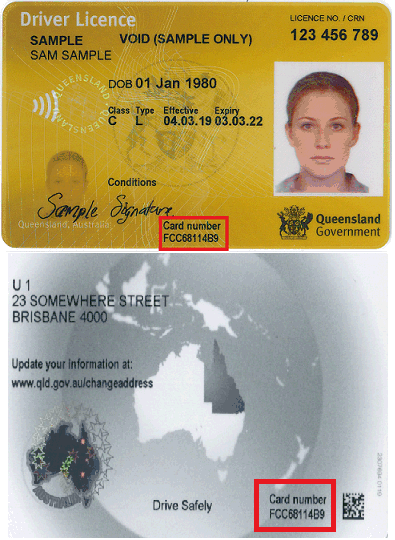 Driver Licence
LICENCE NO. / CRN
123 456 789
SAMPLE VOID (SAMPLE ONLY)
SAM SAMPLE
DOB 01 Jan 1980
Class Type Effective Expiry
C L 04.03.19 03.03.22
Conditions
Sample Signature
Queensland, Australia
Card number
FCC68114B9
Queensland
Government
U 1
23 SOMEWHERE STREET
BRISBANE 4000
Update your Information at:
www.qld.gov.au/changeaddress
Drive Safely
Card number
FCC68114B9